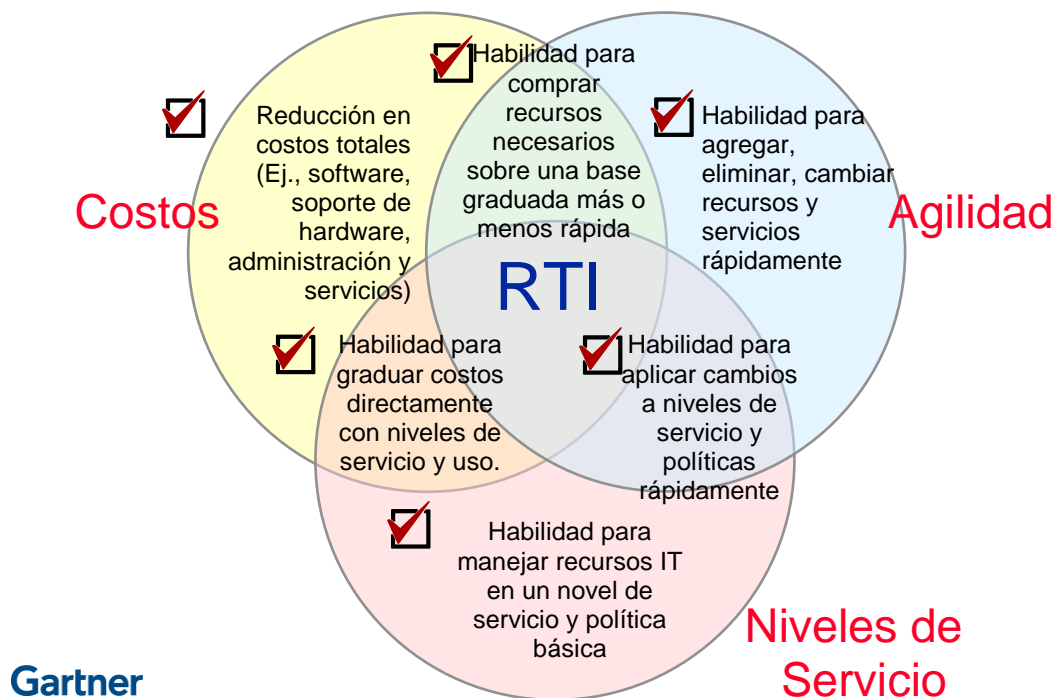 Habilidad para
comprar
recursos
necesarios
sobre una base
graduada más o
menos rápida
Reducción en
costos totales
(Ej., software,
soporte de
hardware,
administración y
servicios)
Habilidad para
agregar,
eliminar, cambiar
recursos y
servicios
rápidamente
Costos
Agilidad
RTI
Habilidad para
graduar costos
directamente
con niveles de
servicio y uso.
Habilidad para
aplicar cambios
a niveles de
servicio y
políticas
rápidamente
Habilidad para
manejar recursos IT
en un novel de
servicio y política
básica
Niveles de
Servicio
Gartner